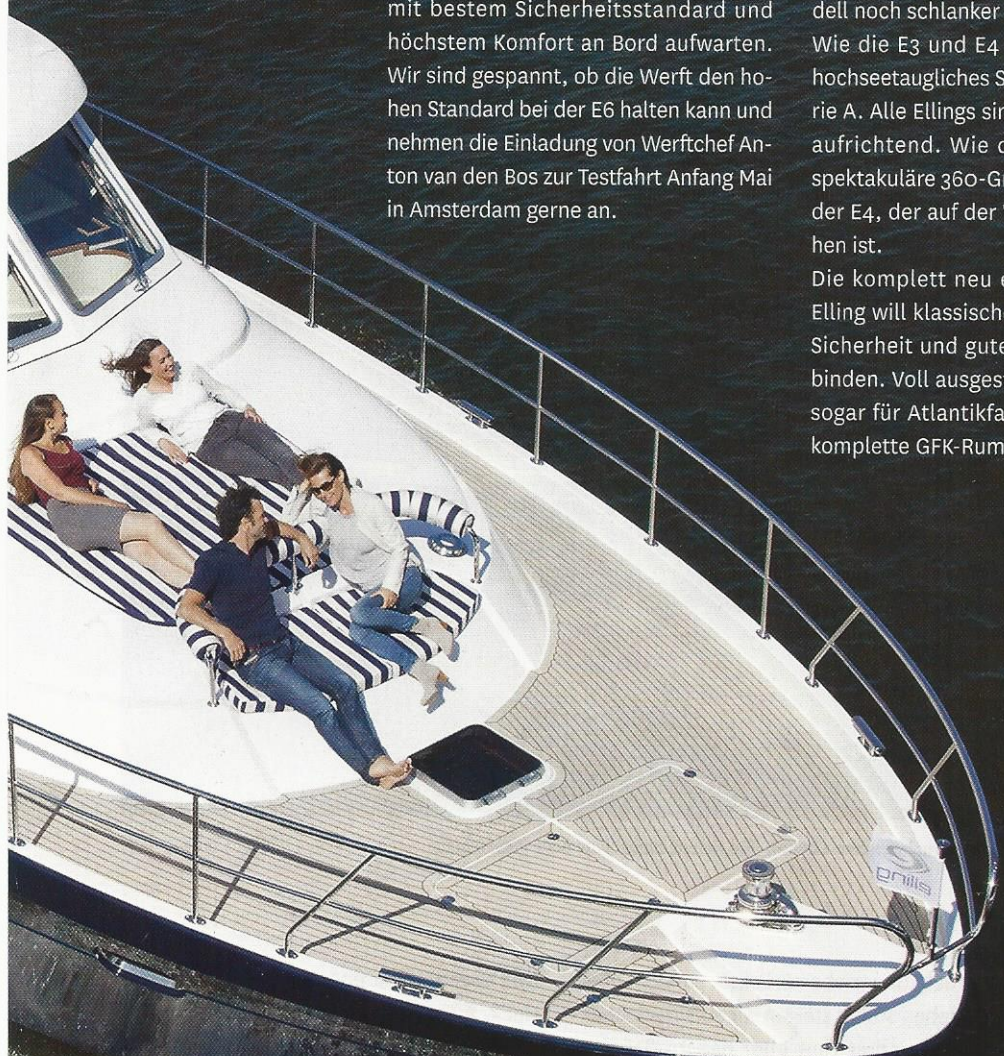 mit bestem Sicherheitsstandard und
höchstem Komfort an Bord aufwarten.
Wir sind gespannt, ob die Werft den ho-
hen Standard bei der E6 halten kann und
nehmen die Einladung von Werftchef An-
ton van den Bos zur Testfahrt Anfang Mai
in Amsterdam gerne an.
dell noch schlanker
Wie die E3 und E4
hochseetaugliches S
rie A. Alle Ellings sin
aufrichtend. Wie d
spektakuläre 360-Gr
der E4, der auf der
hen ist.
Die komplett neu e
Elling will klassische
Sicherheit und gute
binden. Voll ausgest
sogar für Atlantikfa
komplette GFK-Rum
elling